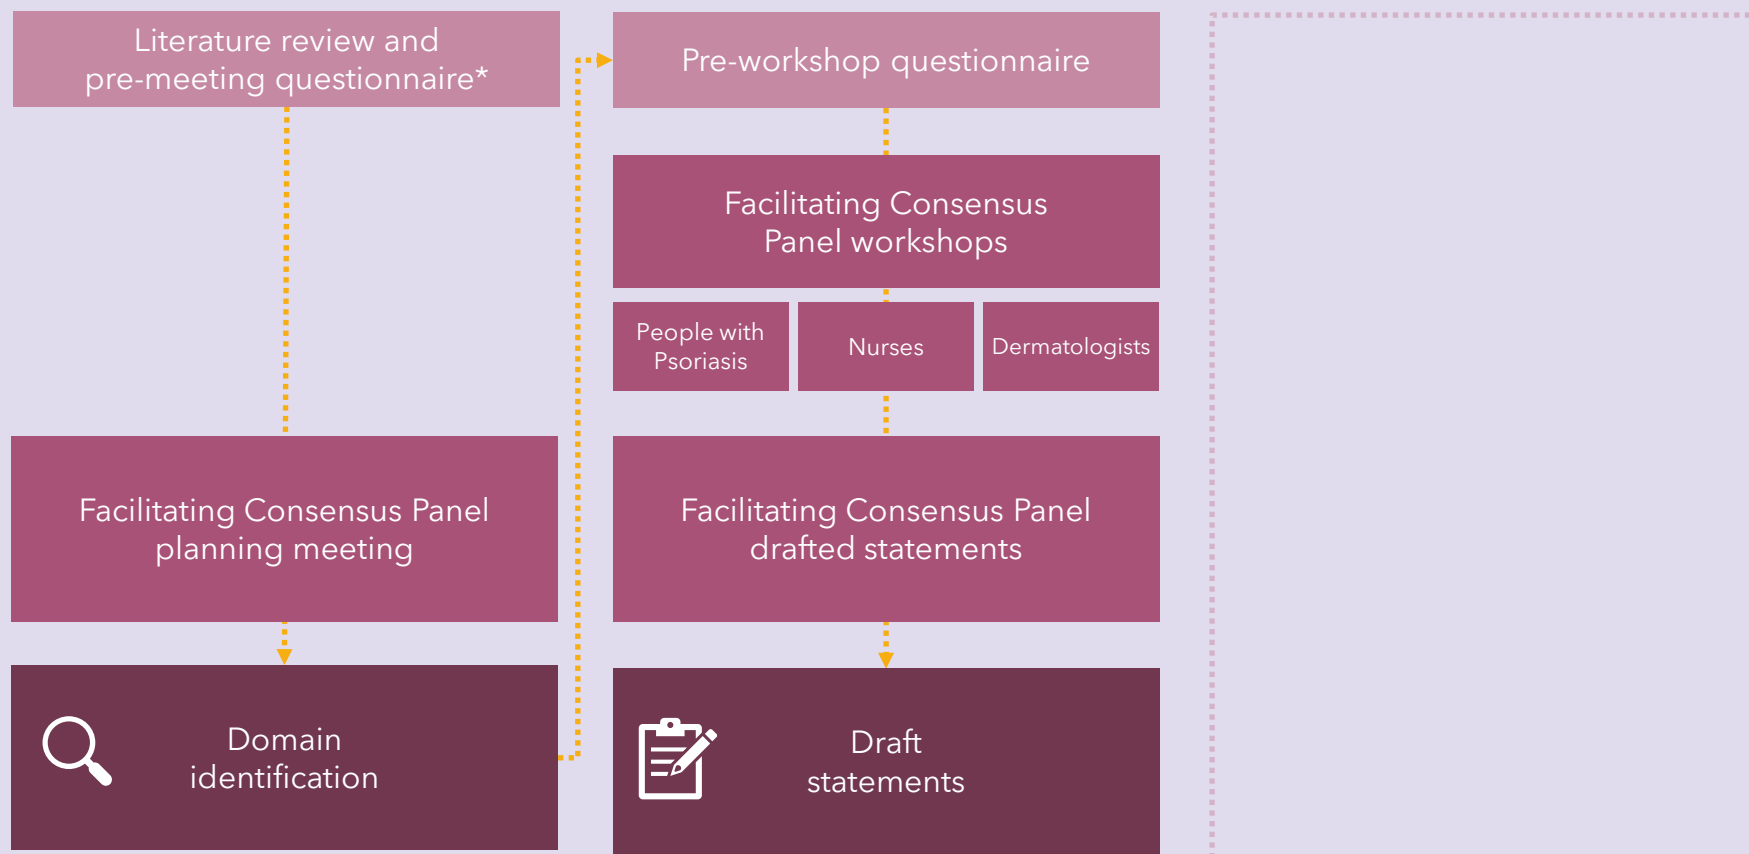 Literature review and
pre-meeting questionnaire*
Facilitating Consensus Panel
planning meeting
Domain
identification
Pre-workshop questionnaire
Facilitating Consensus
Panel workshops
People with
Psoriasis
Nurses
Dermatologists
Facilitating Consensus Panel
drafted statements
Draft
statements